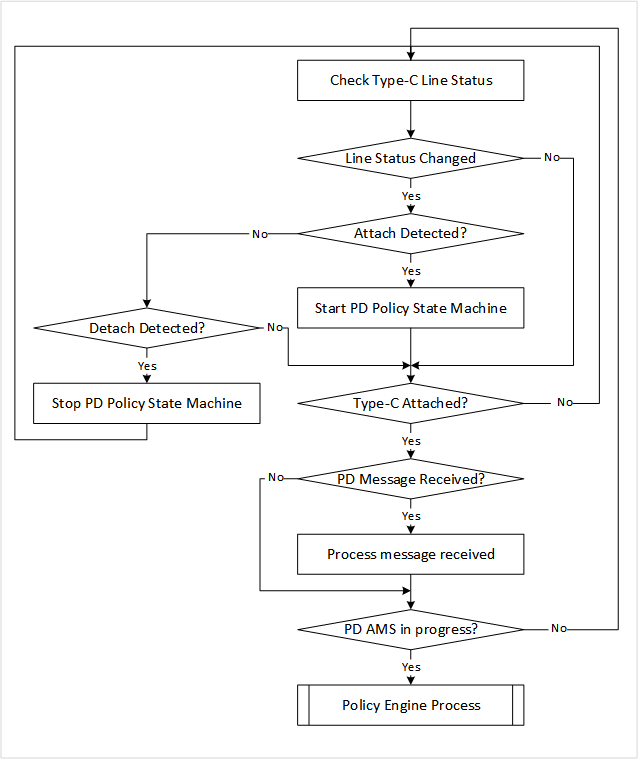 Check Type-C Line Status
Line Status Changed
No
Yes
Attach Detected?
No
Yes
Start PD Policy State Machine
Detach Detected?
No
Yes
Stop PD Policy State Machine
Type-C Attached?
No
Yes
PD Message Received?
No
Yes
Process message received
PD AMS in progress?
No
Yes
Policy Engine Process